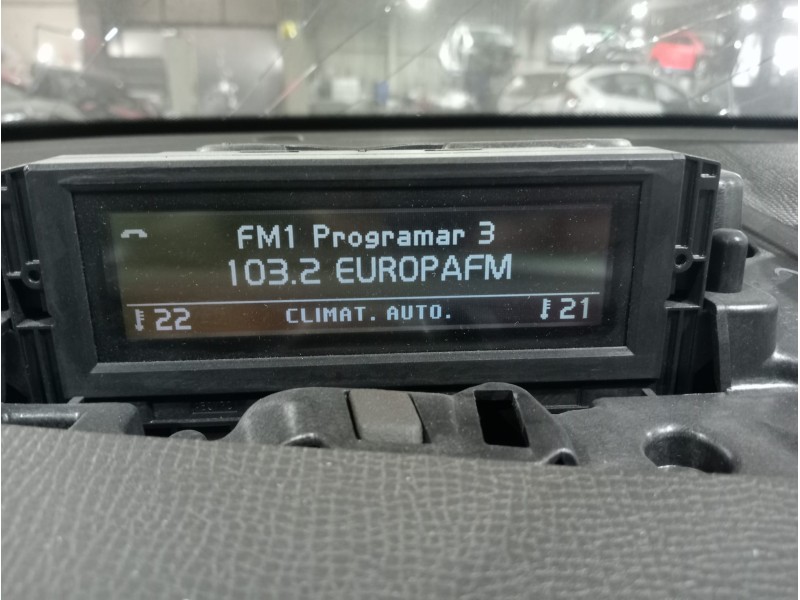 FM1 Programar 3
103.2 EUROPAFM
22 CLIMAT. AUTO. 21